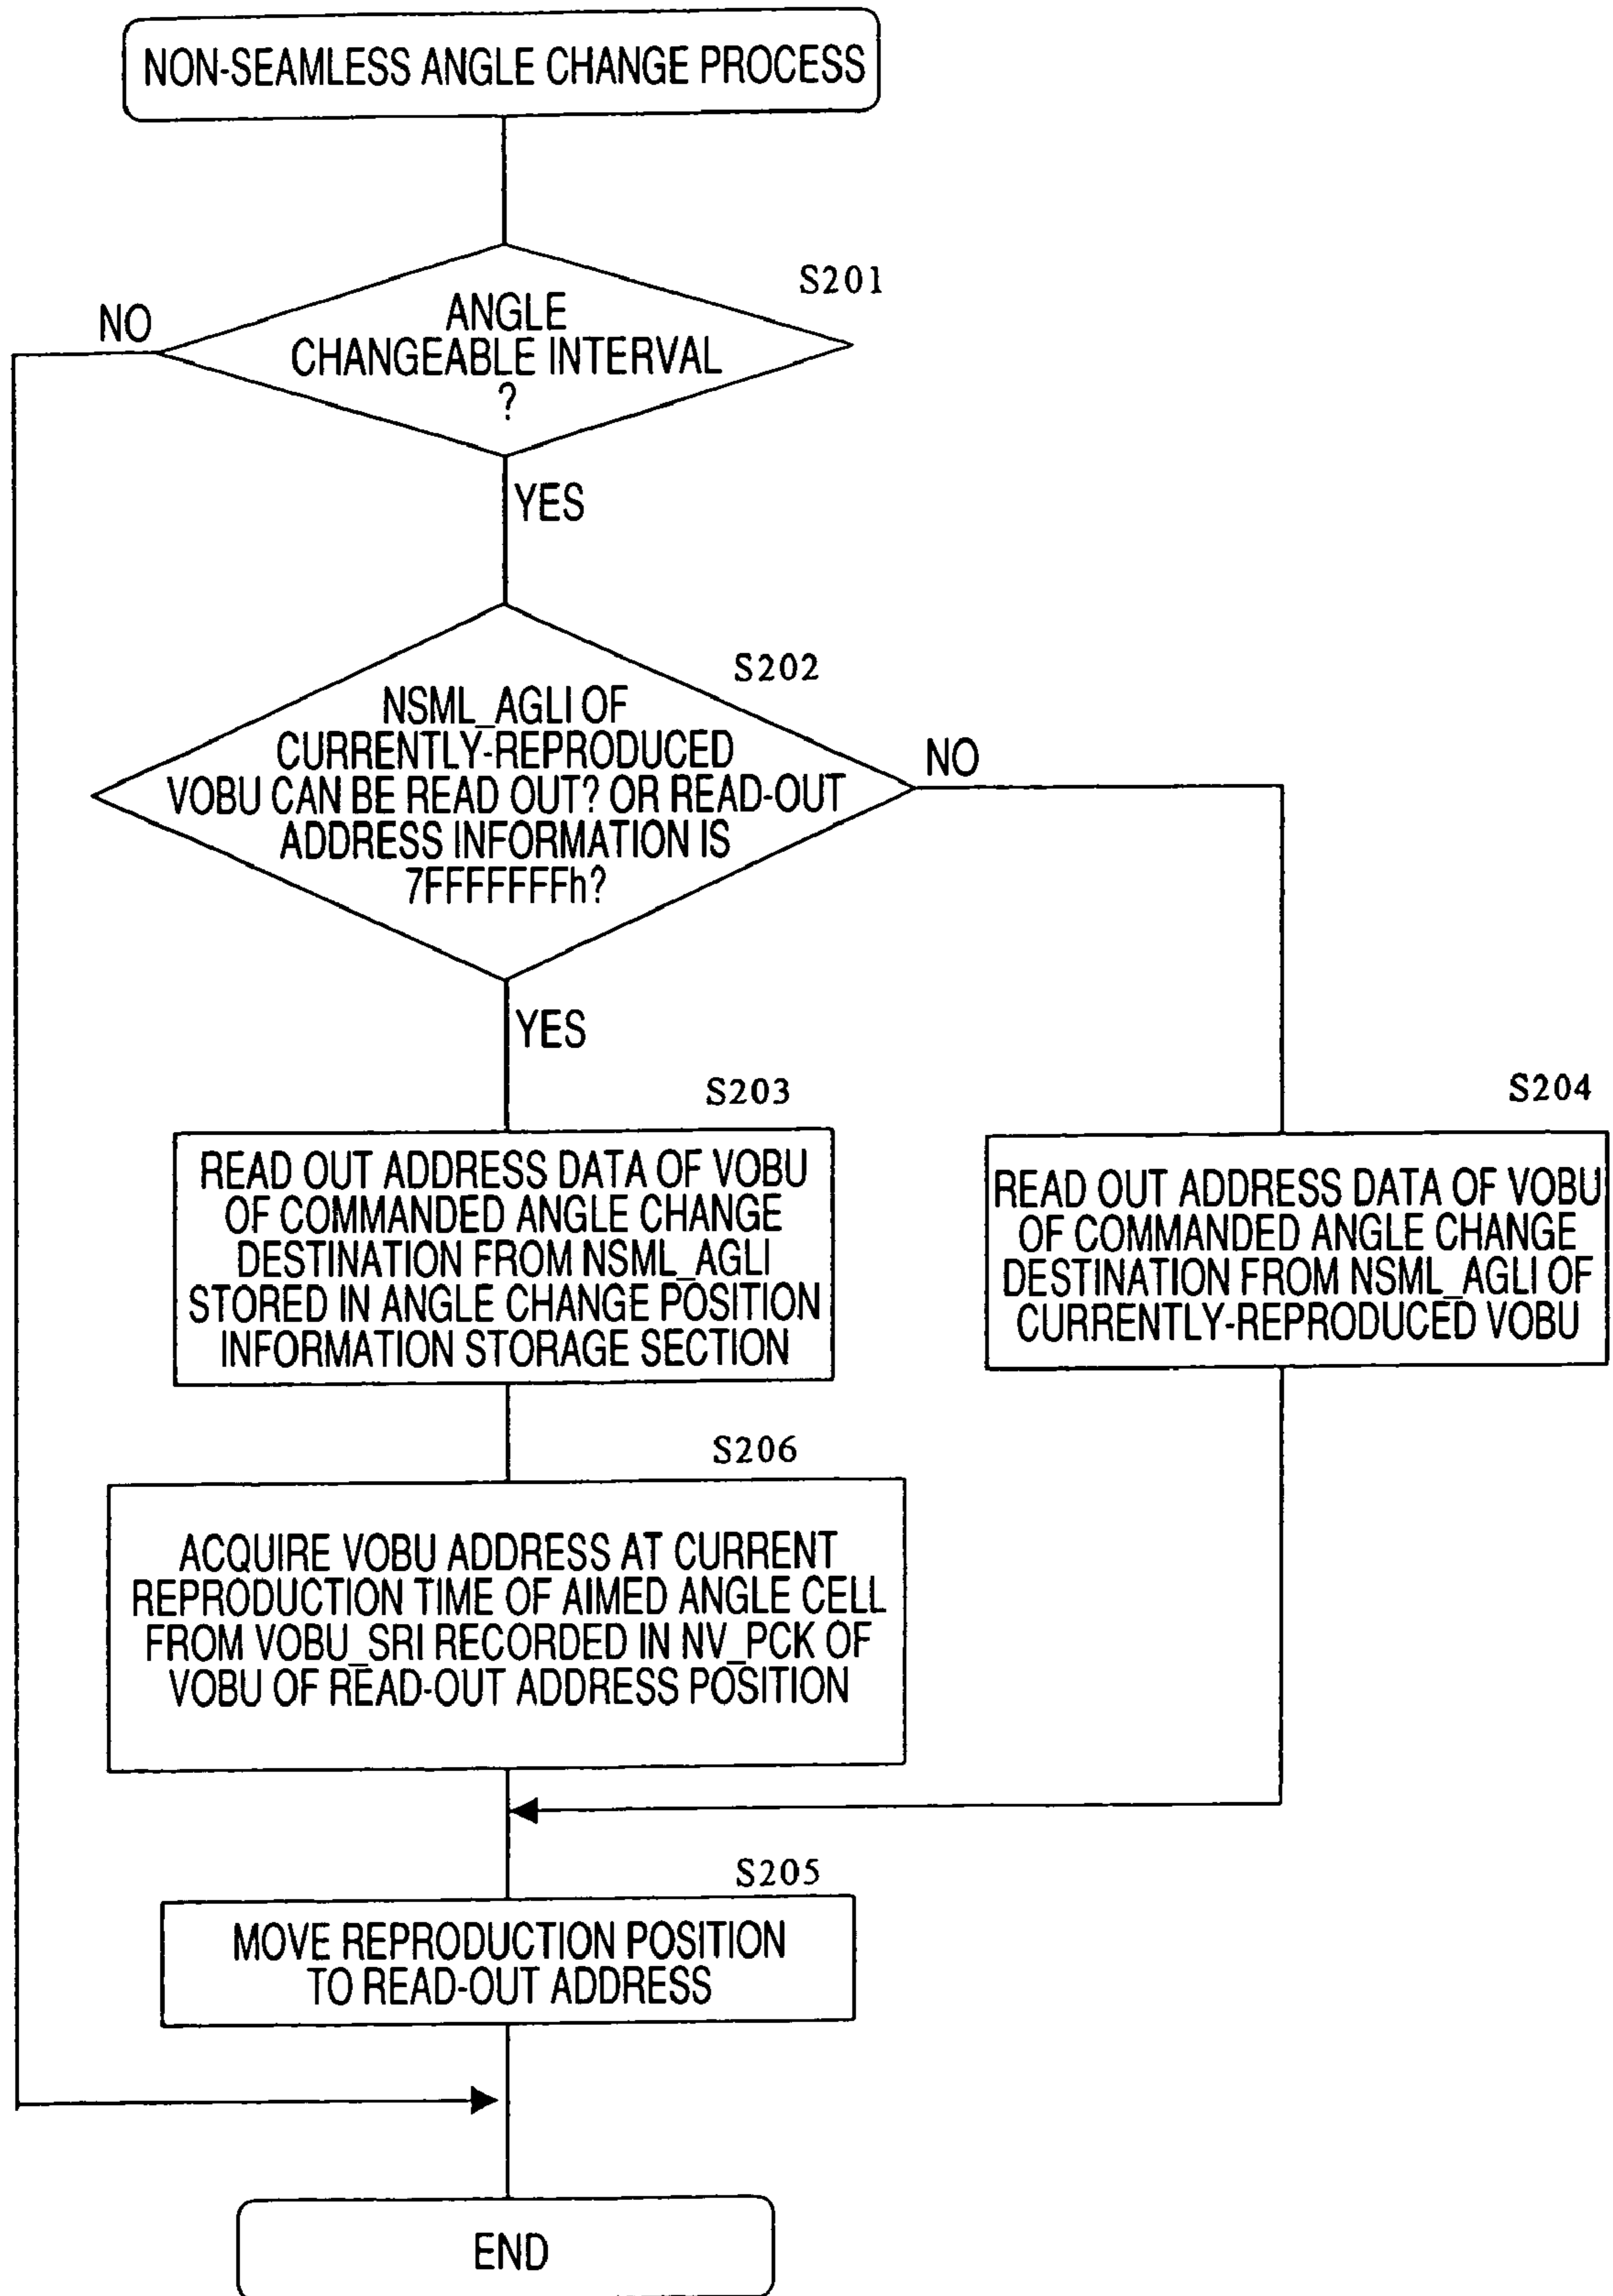 NON-SEAMLESS ANGLE CHANGE PROCESS
S201
NO
ANGLE
CHANGEABLE INTERVAL
?
YES
S202
NSML_AGLI OF
CURRENTLY-REPRODUCED
VOBU CAN BE READ OUT? OR READ-OUT
ADDRESS INFORMATION IS
7FFFFFFFh?
NO
YES
S203
READ OUT ADDRESS DATA OF VOBU
OF COMMANDED ANGLE CHANGE
DESTINATION FROM NSML_AGLI
STORED IN ANGLE CHANGE POSITION
INFORMATION STORAGE SECTION
S204
READ OUT ADDRESS DATA OF VOBU
OF COMMANDED ANGLE CHANGE
DESTINATION FROM NSML_AGLI OF
CURRENTLY-REPRODUCED VOBU
S206
ACQUIRE VOBU ADDRESS AT CURRENT
REPRODUCTION TIME OF AIMED ANGLE CELL
FROM VOBU_SRI RECORDED IN NV_PCK OF
VOBU OF READ-OUT ADDRESS POSITION
S205
MOVE REPRODUCTION POSITION
TO READ-OUT ADDRESS
END